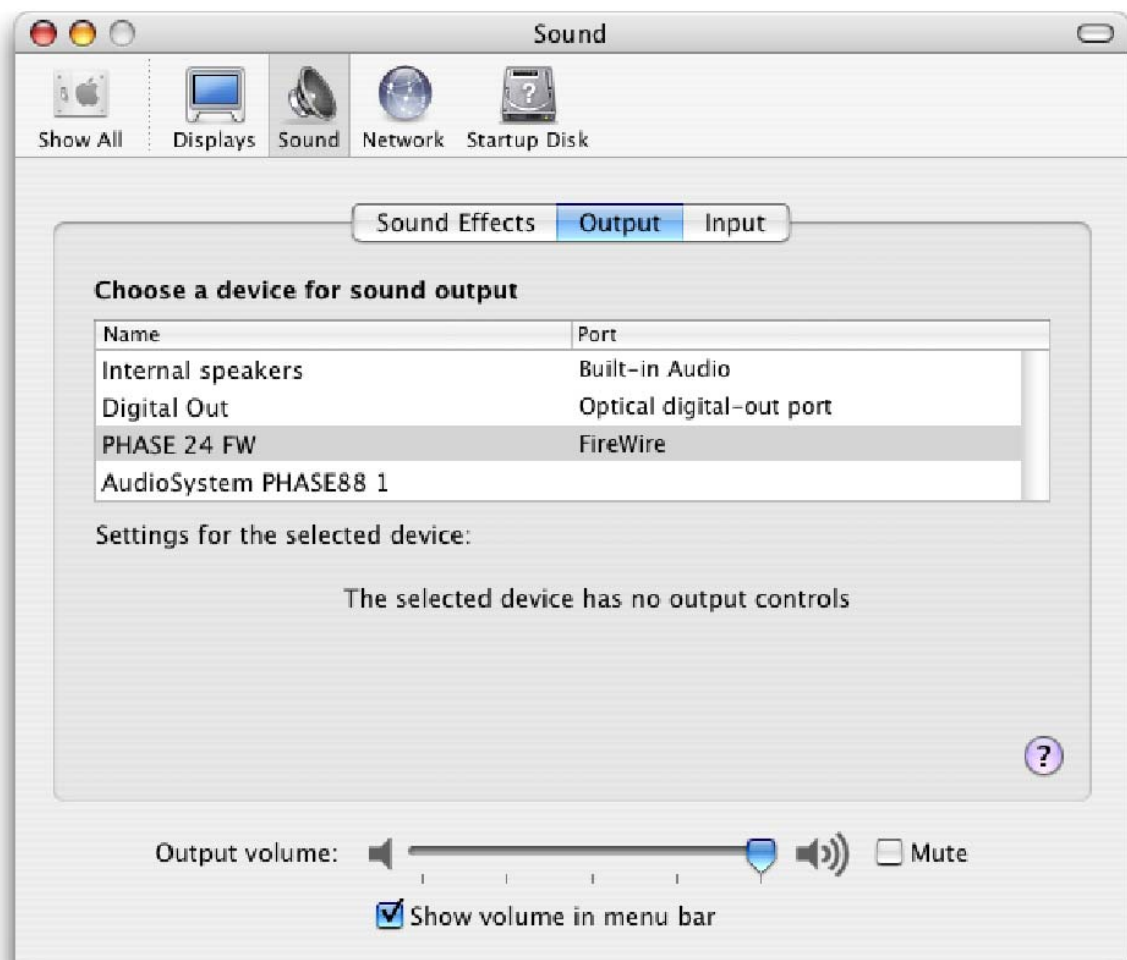 Sound
Show All Displays Sound Network Startup Disk
Sound Effects Output Input
Choose a device for sound output
Name Port
Internal speakers Built-in Audio
Digital Out Optical digital-out port
PHASE 24 FW FireWire
AudioSystem PHASE88 1
Settings for the selected device:
The selected device has no output controls
?
Output volume: Mute
Show volume in menu bar